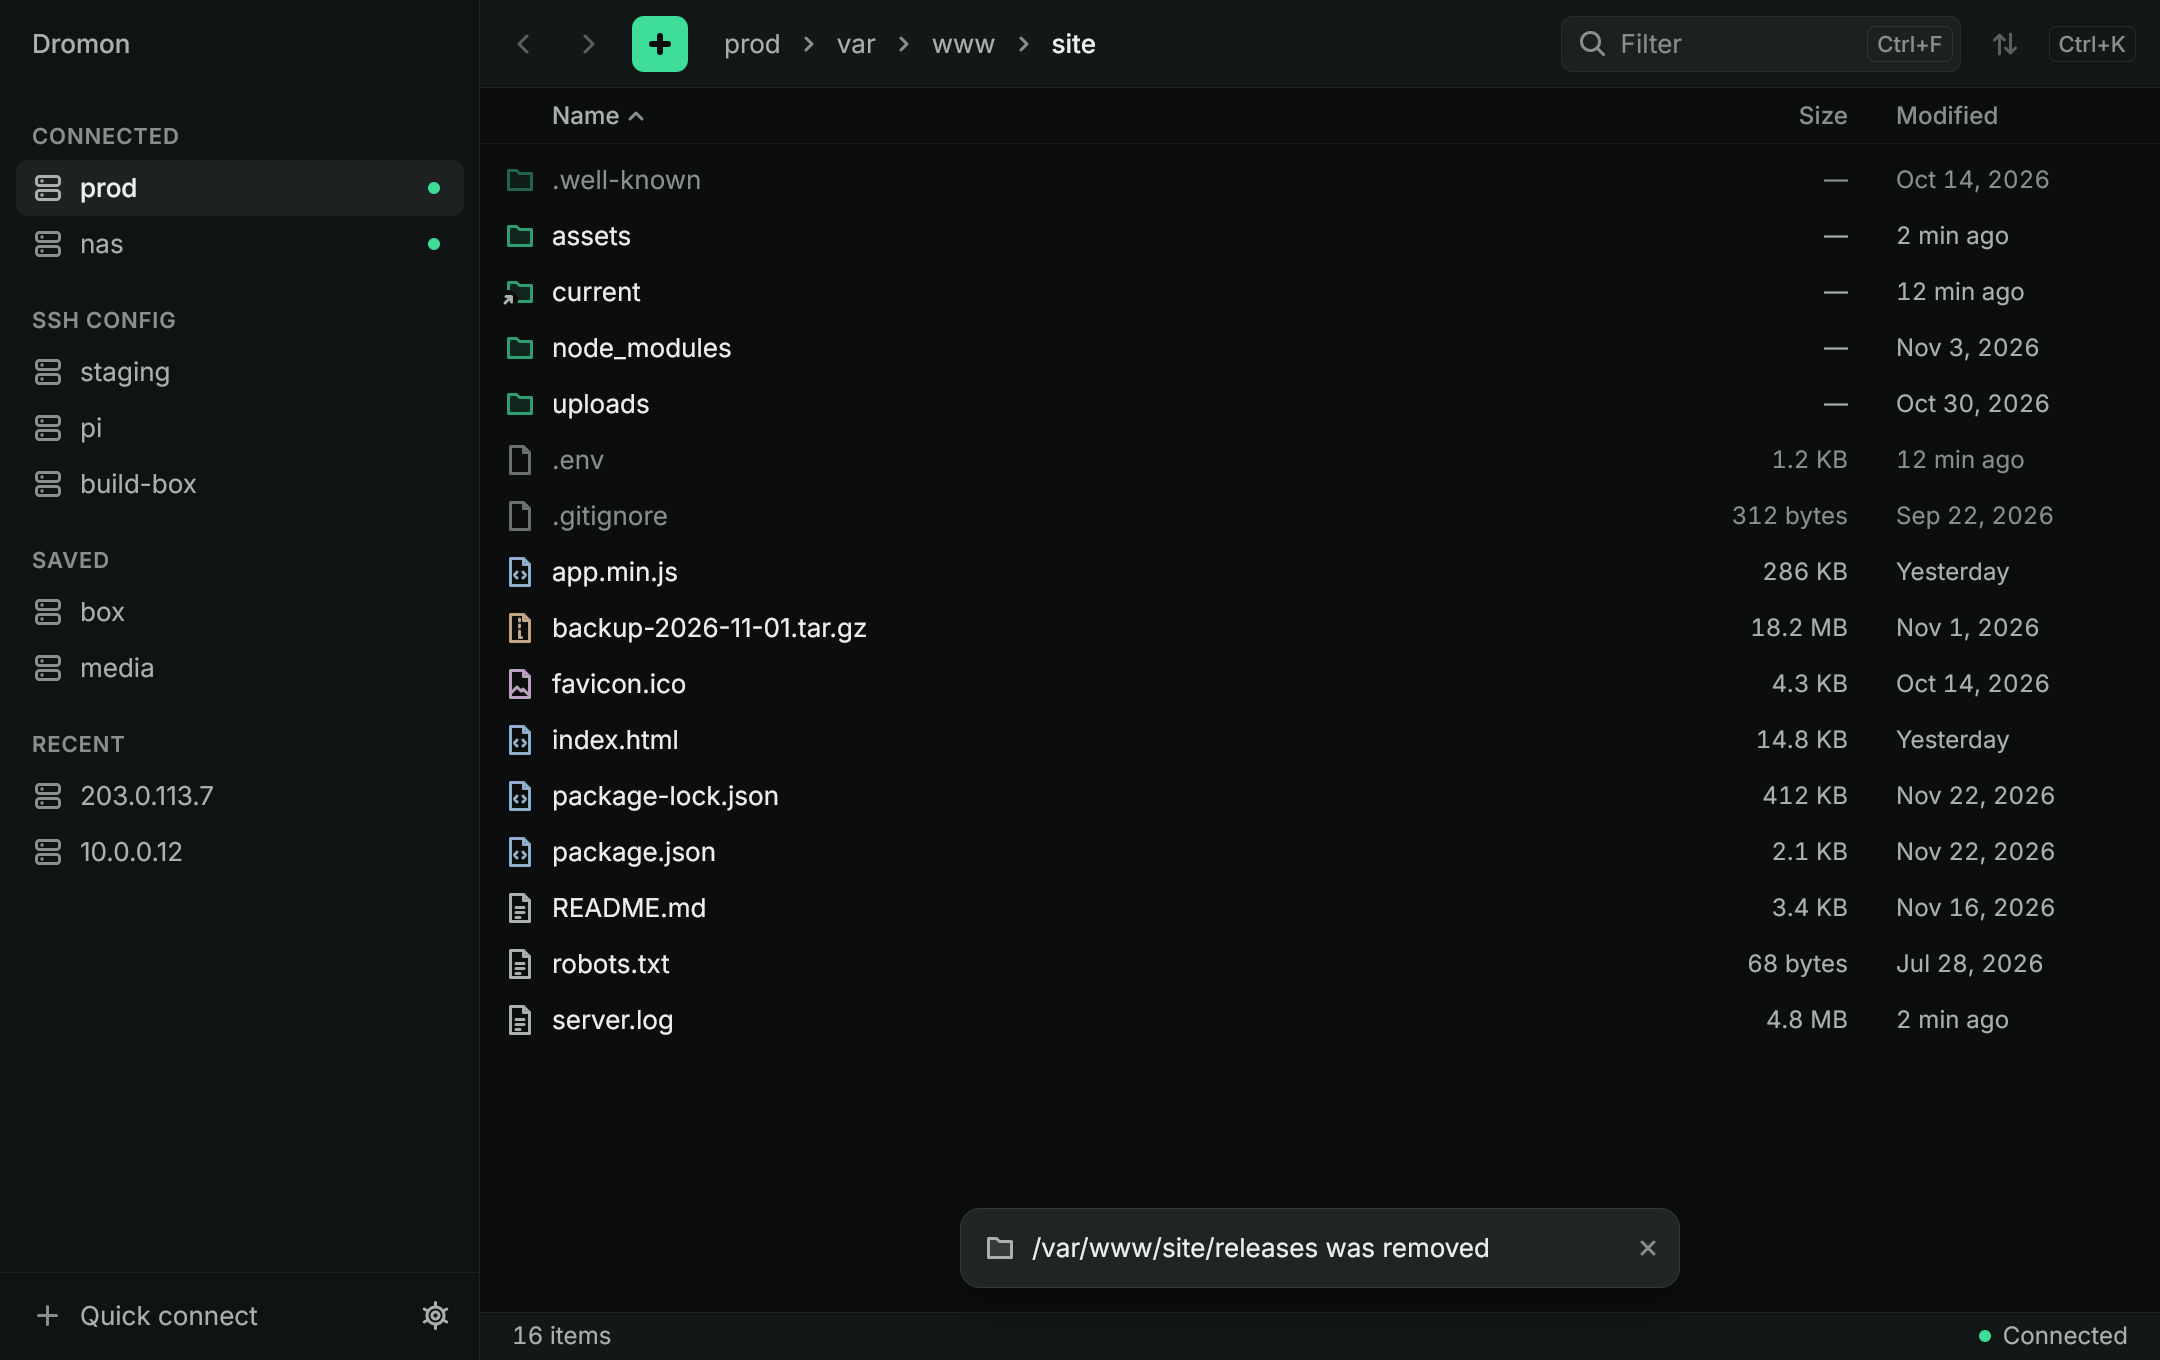 Dromon
CONNECTED
prod
nas
SSH CONFIG
staging
pi
build-box
SAVED
box
media
RECENT
203.0.113.7
10.0.0.12
Quick connect
prod var www site
Filter Ctrl+F Ctrl+K
Name Size Modified
.well-known — Oct 14, 2026
assets — 2 min ago
current — 12 min ago
node_modules — Nov 3, 2026
uploads — Oct 30, 2026
.env 1.2 KB 12 min ago
.gitignore 312 bytes Sep 22, 2026
app.min.js 286 KB Yesterday
backup-2026-11-01.tar.gz 18.2 MB Nov 1, 2026
favicon.ico 4.3 KB Oct 14, 2026
index.html 14.8 KB Yesterday
package-lock.json 412 KB Nov 22, 2026
package.json 2.1 KB Nov 22, 2026
README.md 3.4 KB Nov 16, 2026
robots.txt 68 bytes Jul 28, 2026
server.log 4.8 MB 2 min ago
/var/www/site/releases was removed
16 items Connected